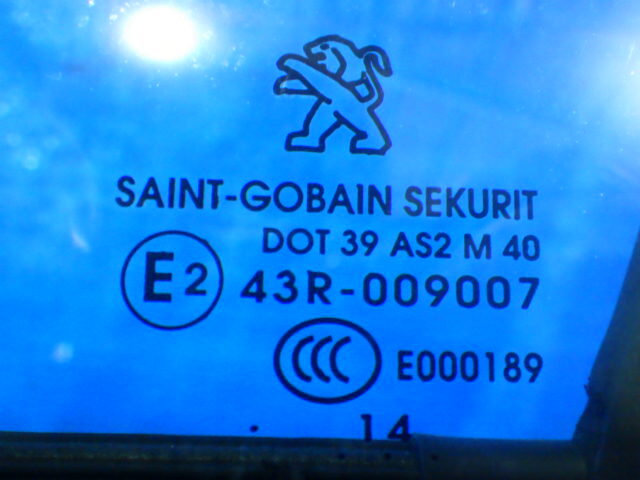 SAINT-GOBAIN SEKURIT
DOT 39 AS2 M 40
E2 43R-009007
CCC E000189
14